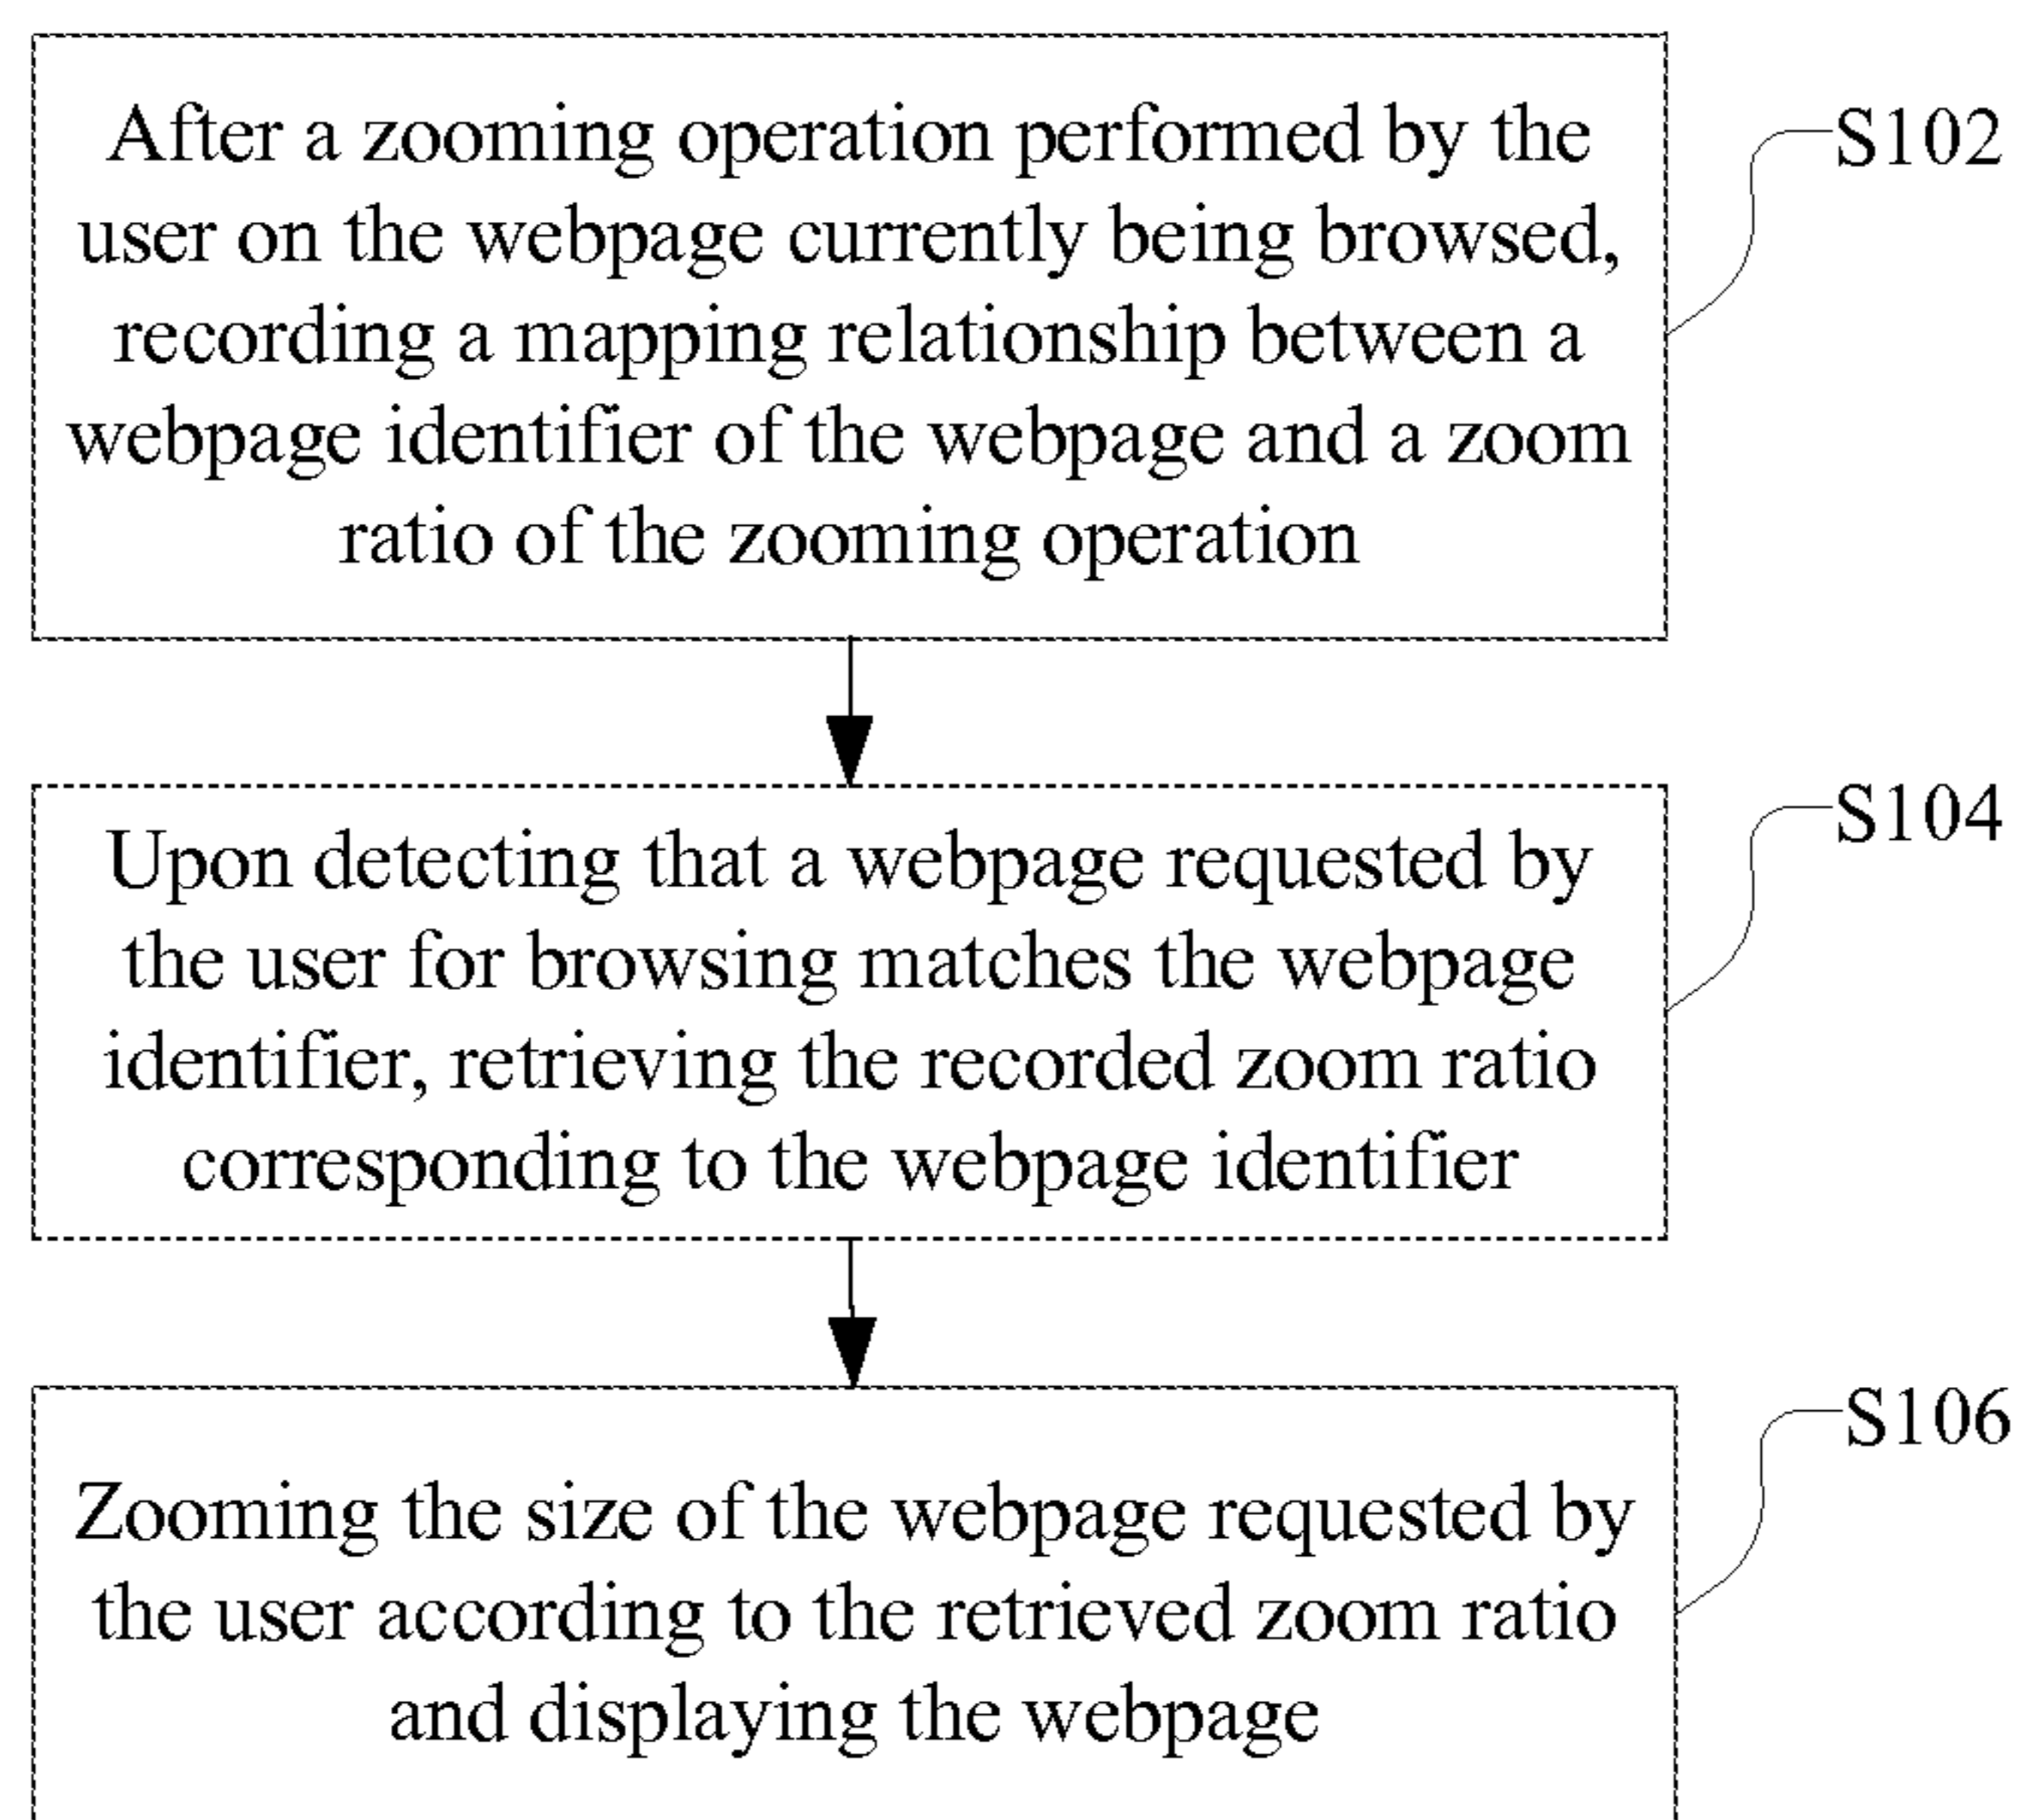 After a zooming operation performed by the
user on the webpage currently being browsed,
recording a mapping relationship between a
webpage identifier of the webpage and a zoom
ratio of the zooming operation
S102
Upon detecting that a webpage requested by
the user for browsing matches the webpage
identifier, retrieving the recorded zoom ratio
corresponding to the webpage identifier
S104
Zooming the size of the webpage requested by
the user according to the retrieved zoom ratio
and displaying the webpage
S106